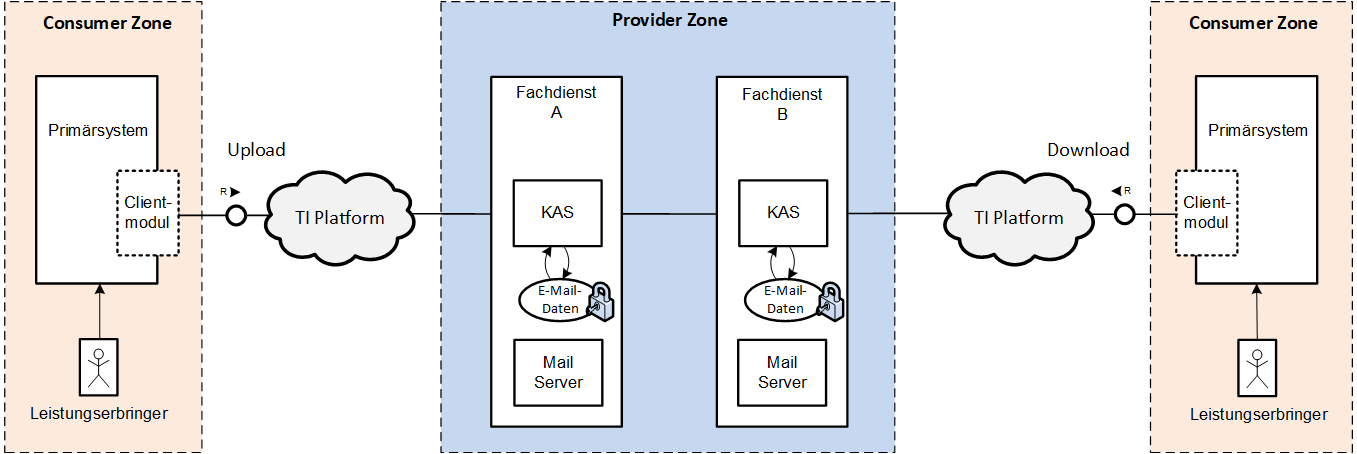 Consumer Zone
Provider Zone
Consumer Zone
Primärsystem
Client-
modul
Leistungserbringer
Upload
R
TI Platform
Fachdienst
A
KAS
E-Mail-
Daten
Mail
Server
Fachdienst
B
KAS
E-Mail-
Daten
Mail
Server
Download
R
TI Platform
Primärsystem
Client-
modul
Leistungserbringer